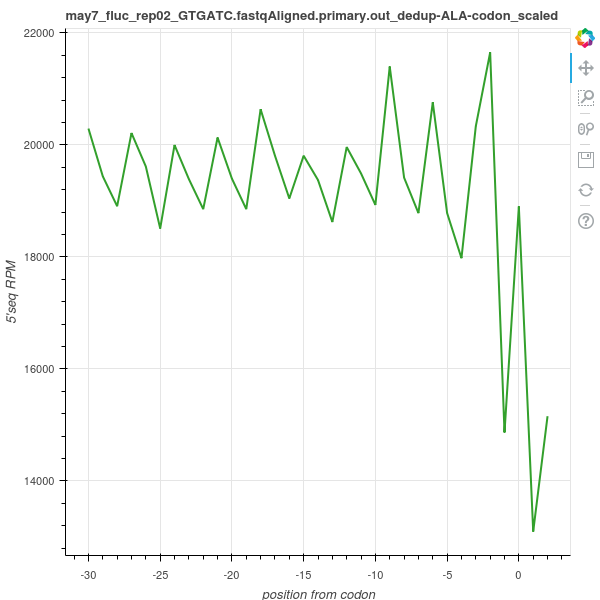 may7_fluc_rep02_GTGATC.fastqAligned.primary.out_dedup-ALA-codon_scaled
22000
20000
18000
16000
14000
5'seq RPM
-30 -25 -20 -15 -10 -5 0
position from codon